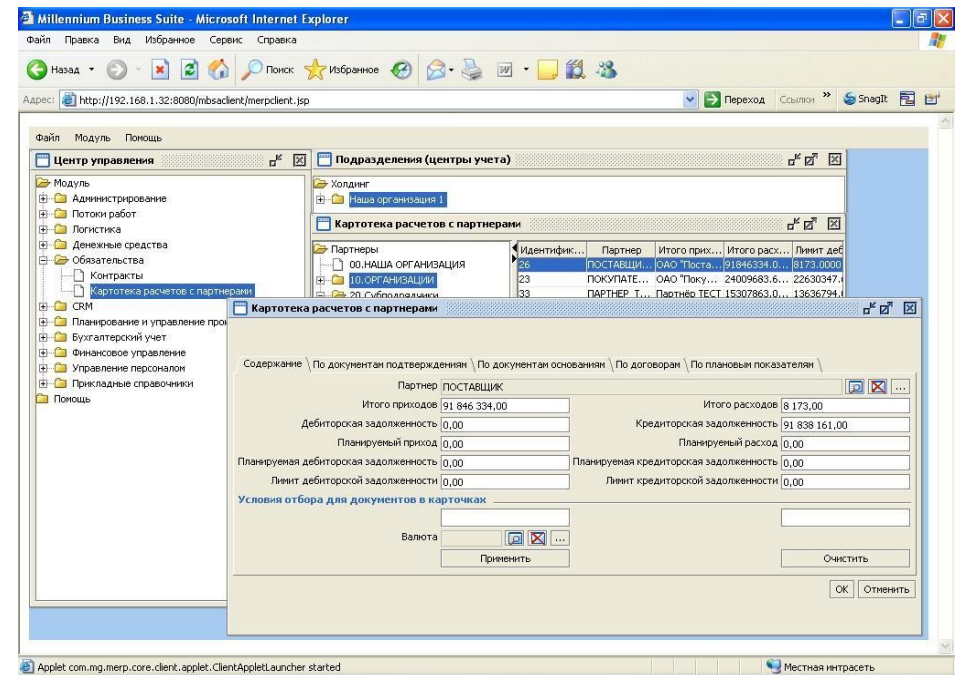 Millennium Business Suite - Microsoft Internet Explorer
Файл Правка Вид Избранное Сервис Справка
Назад Поиск Избранное
Адрес: http://192.168.1.32:8080/mbsaclient/merpclient.jsp Переход Ссылки » SnagIt
Файл Модуль Помощь
Центр управления
Модуль
Администрирование
Потоки работ
Логистика
Денежные средства
Обязательства
Контракты
Картотека расчетов с партнерами
CRM
Планирование и управление про
Бухгалтерский учет
Финансовое управление
Управление персоналом
Прикладные справочники
Помощь
Подразделения (центры учета)
Холдинг
Наша организация 1
Картотека расчетов с партнерами
Партнеры
00.НАША ОРГАНИЗАЦИЯ
10.ОРГАНИЗАЦИИ
20.Субподрядчики
Идентифик... Партнер Итого прих... Итого расх... Лимит деб
26 ПОСТАВЩИ... ОАО "Поста... 91846334.0... 8173.0000
23 ПОКУПАТЕ... ОАО "Поку... 24009683.6... 22630347.
33 ПАРТНЕР Т... Партнёр ТЕСТ 15307863.0... 13636794.
Картотека расчетов с партнерами
Содержание \ По документам подтверждениям \ По документам основаниям \ По договорам \ По плановым показателям \
Партнер ПОСТАВЩИК ...
Итого приходов 91 846 334,00 Итого расходов 8 173,00
Дебиторская задолженность 0,00 Кредиторская задолженность 91 838 161,00
Планируемый приход 0,00 Планируемый расход 0,00
Планируемая дебиторская задолженность 0,00 Планируемая кредиторская задолженность 0,00
Лимит дебиторской задолженности 0,00 Лимит кредиторской задолженности 0,00
Условия отбора для документов в карточках
Валюта ...
Применить Очистить
OK Отменить
Applet com.mg.merp.core.client.applet.ClientAppletLauncher started Местная интрасеть